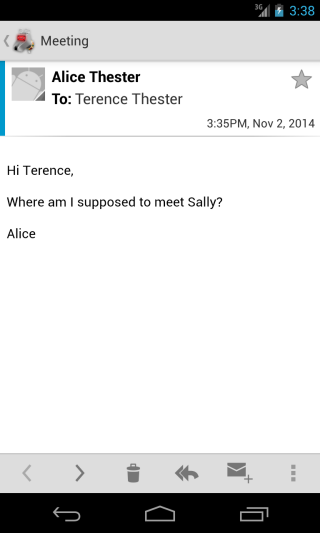 3G 3:38
Meeting
Alice Thester
To: Terence Thester
3:35PM, Nov 2, 2014
Hi Terence,
Where am I supposed to meet Sally?
Alice